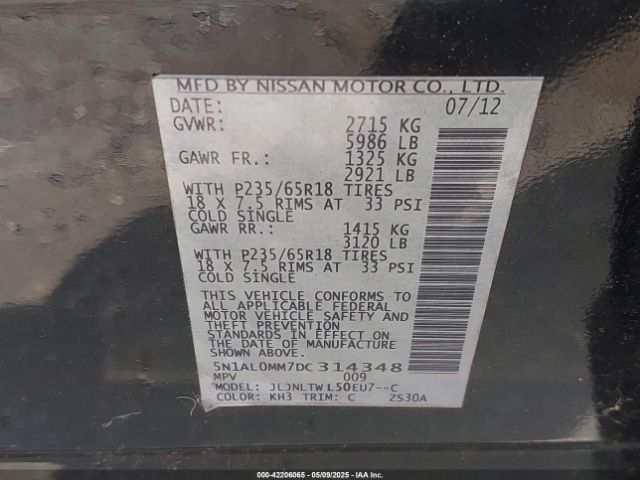 MFD BY NISSAN MOTOR CO., LTD.
DATE: 07/12
GVWR: 2715 KG
5986 LB
GAWR FR.: 1325 KG
2921 LB
WITH P235/65R18 TIRES
18 X 7.5 RIMS AT 33 PSI
COLD SINGLE
GAWR RR.: 1415 KG
3120 LB
WITH P235/65R18 TIRES
18 X 7.5 RIMS AT 33 PSI
COLD SINGLE
THIS VEHICLE CONFORMS TO
ALL APPLICABLE FEDERAL
MOTOR VEHICLE SAFETY AND
THEFT PREVENTION
STANDARDS IN EFFECT ON
THE DATE OF MANUFACTURE
SHOWN ABOVE.
5N1AL0MM7DC314348
MPV 009
MODEL: JLJNLTW L50EU7--C
COLOR: KH3 TRIM: C ZS30A
000-42206065 - 05/09/2025 - IAAI Inc.